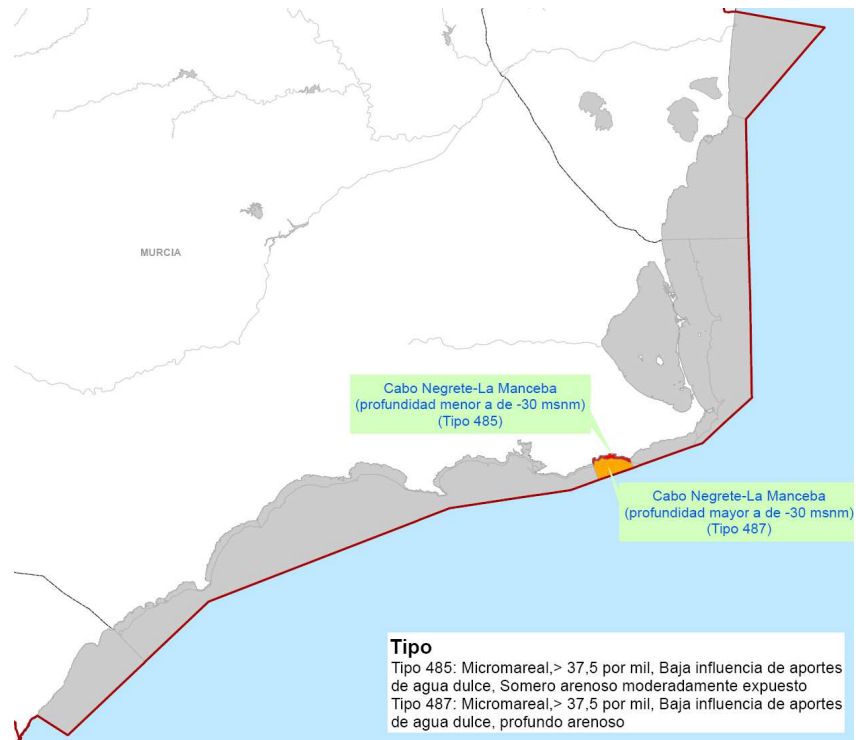 MURCIA
Cabo Negrete-La Manceba
(profundidad menor a de -30 msnm)
(Tipo 485)
Cabo Negrete-La Manceba
(profundidad mayor a de -30 msnm)
(Tipo 487)
Tipo
Tipo 485: Micromareal,> 37,5 por mil, Baja influencia de aportes
de agua dulce, Somero arenoso moderadamente expuesto
Tipo 487: Micromareal,> 37,5 por mil, Baja influencia de aportes
de agua dulce, profundo arenoso